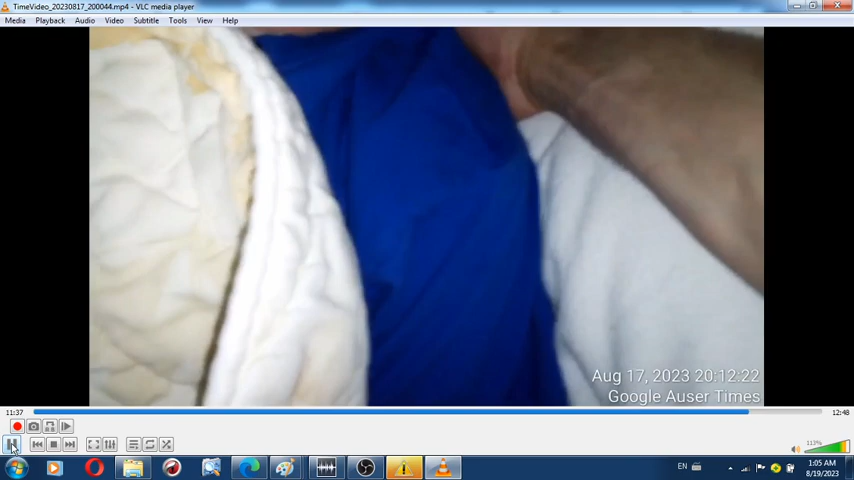 TimeVideo_20230817_200044.mp4 - VLC media player
Media Playback Audio Video Subtitle Tools View Help
Aug 17, 2023 20:12:22
Google Auser Times
11:37
12:48
113%
EN
1:05 AM
8/19/2023